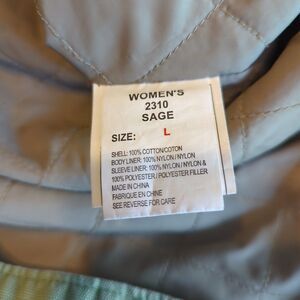 WOMEN'S
2310
SAGE
SIZE: L
SHELL: 100% COTTON/COTON
BODY LINER: 100% NYLON / NYLON
SLEEVE LINER: 100% NYLON / NYLON &
100% POLYESTER / POLYESTER FILLER
MADE IN CHINA
FABRIQUE EN CHINE
SEE REVERSE FOR CARE